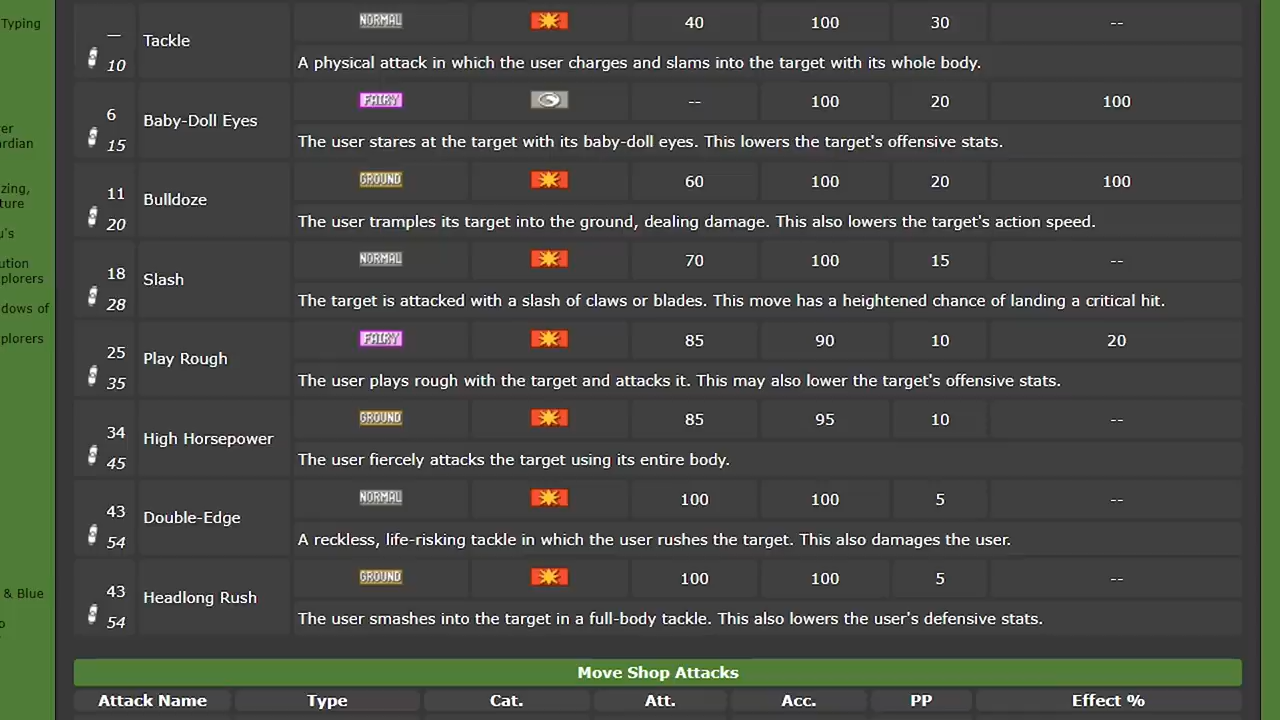 Typing
NORMAL 40 100 30 --
— Tackle
10
A physical attack in which the user charges and slams into the target with its whole body.
FAIRY -- 100 20 100
6 Baby-Doll Eyes
15
The user stares at the target with its baby-doll eyes. This lowers the target's offensive stats.
er
rdian
GROUND 60 100 20 100
11 Bulldoze
20
The user tramples its target into the ground, dealing damage. This also lowers the target's action speed.
zing,
ture
u's
NORMAL 70 100 15 --
18 Slash
28
The target is attacked with a slash of claws or blades. This move has a heightened chance of landing a critical hit.
ution
plorers
dows of
plorers
FAIRY 85 90 10 20
25 Play Rough
35
The user plays rough with the target and attacks it. This may also lower the target's offensive stats.
GROUND 85 95 10 --
34 High Horsepower
45
The user fiercely attacks the target using its entire body.
NORMAL 100 100 5 --
43 Double-Edge
54
A reckless, life-risking tackle in which the user rushes the target. This also damages the user.
GROUND 100 100 5 --
43 Headlong Rush
54
The user smashes into the target in a full-body tackle. This also lowers the user's defensive stats.
& Blue
o
Move Shop Attacks
Attack Name Type Cat. Att. Acc. PP Effect %